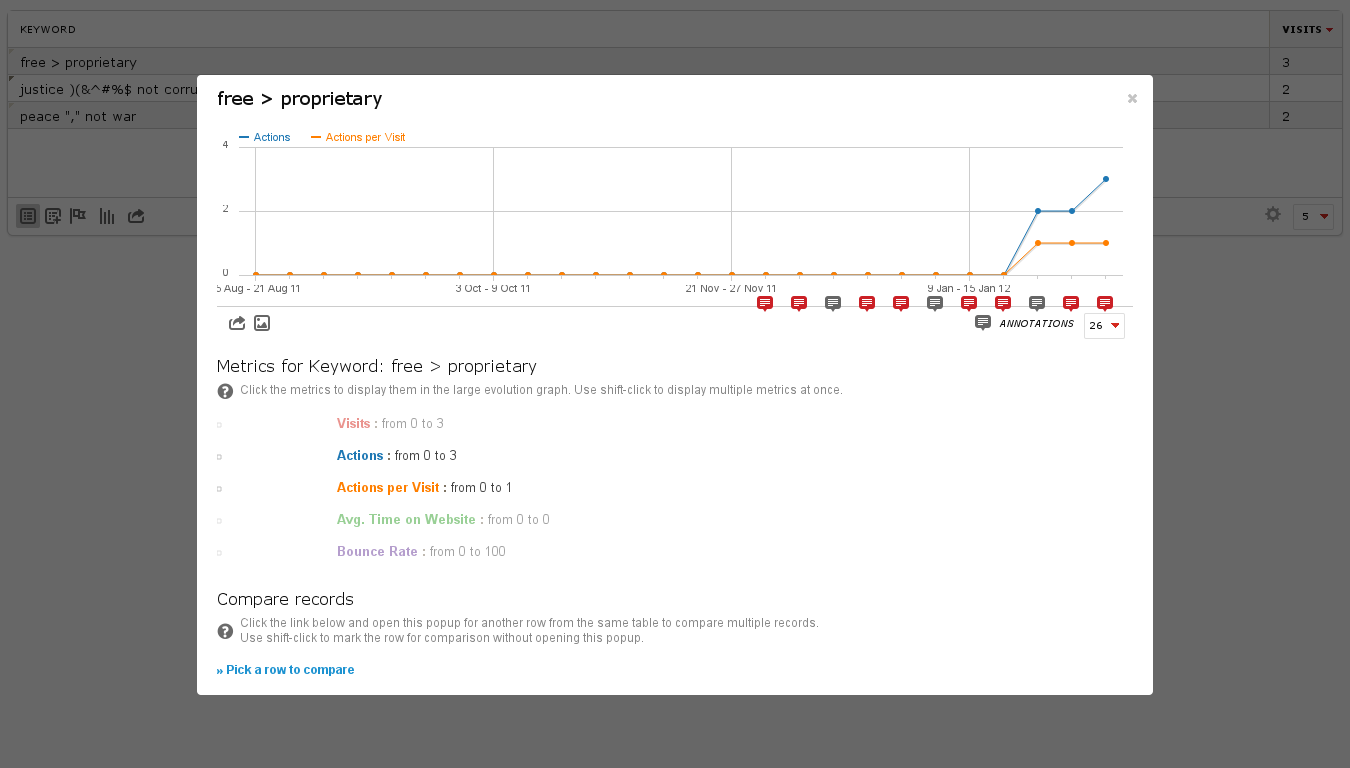 KEYWORD
VISITS
free > proprietary
3
justice )(&^#%$ not corru
2
peace "," not war
2
5
free > proprietary
Actions
Actions per Visit
4
2
0
5 Aug - 21 Aug 11
3 Oct - 9 Oct 11
21 Nov - 27 Nov 11
9 Jan - 15 Jan 12
ANNOTATIONS
26
Metrics for Keyword: free > proprietary
Click the metrics to display them in the large evolution graph. Use shift-click to display multiple metrics at once.
Visits : from 0 to 3
Actions : from 0 to 3
Actions per Visit : from 0 to 1
Avg. Time on Website : from 0 to 0
Bounce Rate : from 0 to 100
Compare records
Click the link below and open this popup for another row from the same table to compare multiple records.
Use shift-click to mark the row for comparison without opening this popup.
» Pick a row to compare